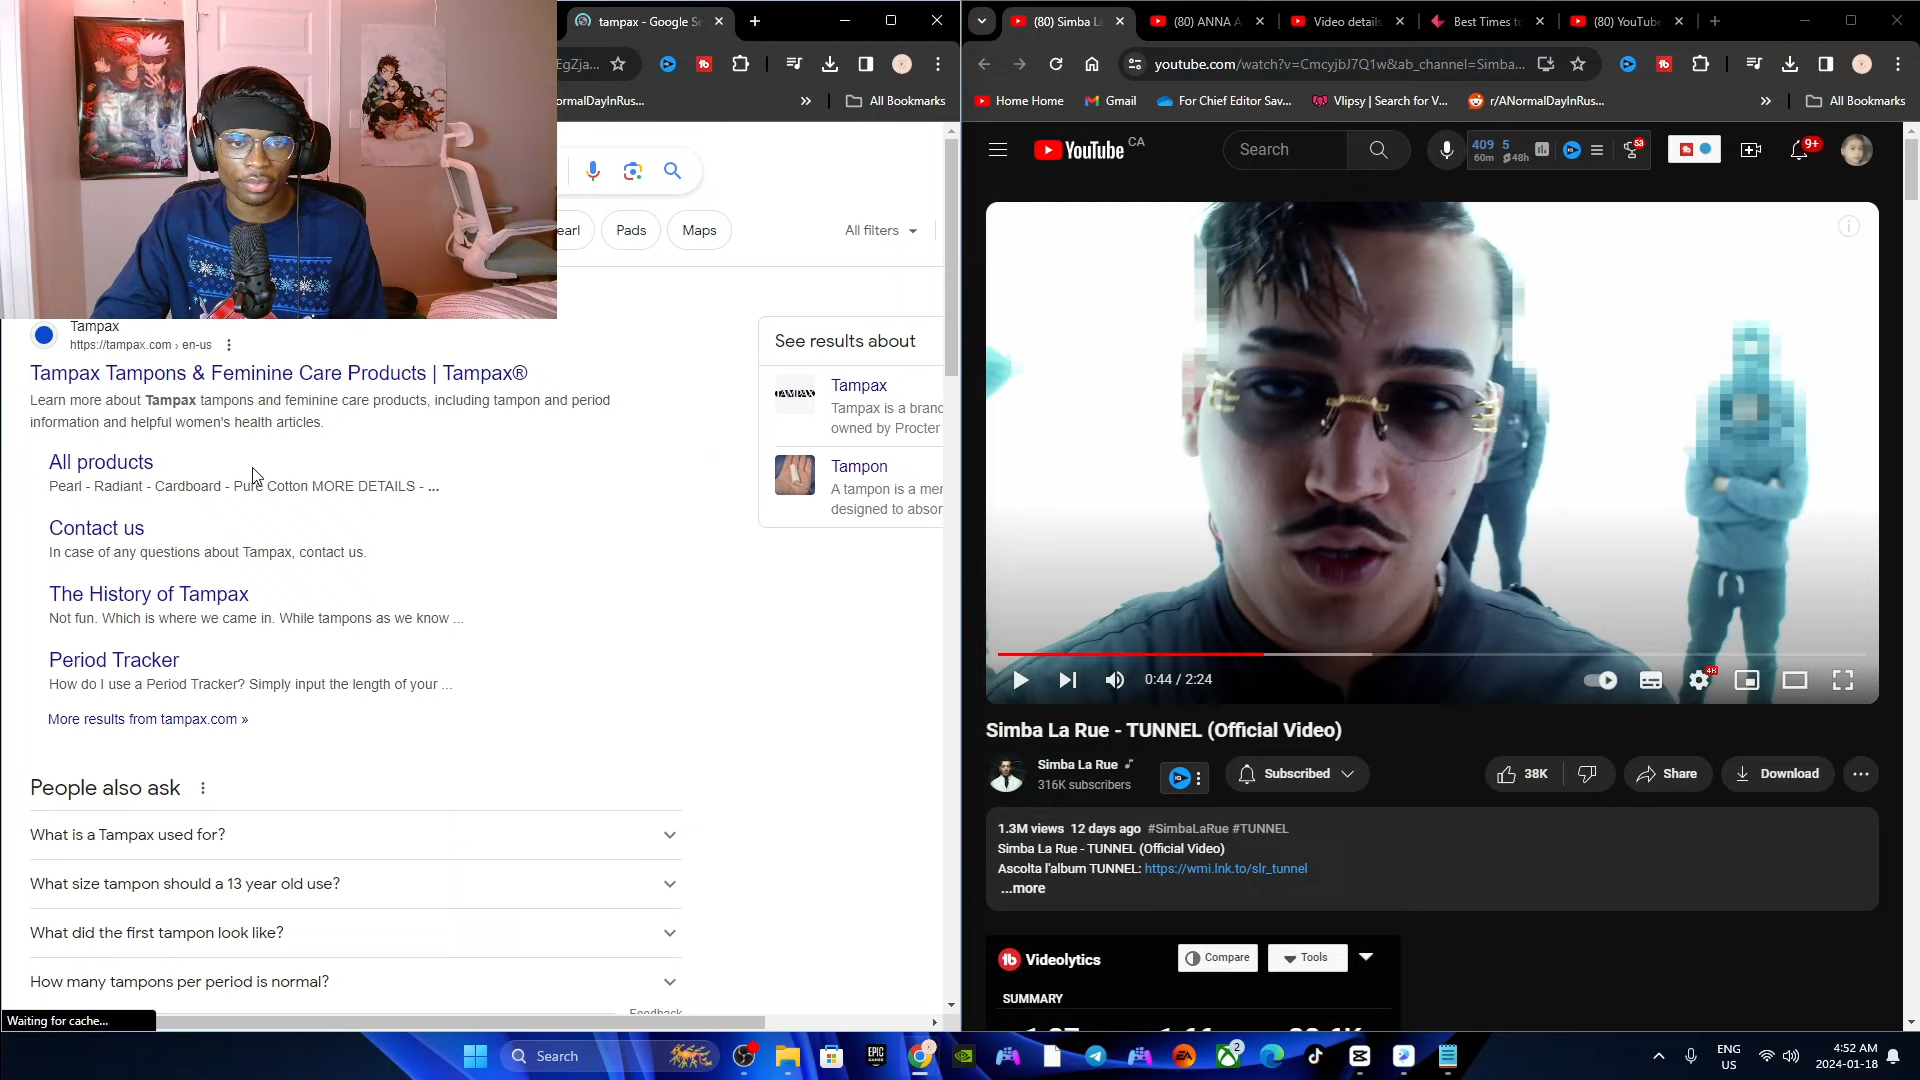 tampax - Google Se
EgZja...
ormalDayInRus...
All Bookmarks
earl
Pads
Maps
All filters
Tampax
https://tampax.com › en-us
Tampax Tampons & Feminine Care Products | Tampax®
Learn more about Tampax tampons and feminine care products, including tampon and period
information and helpful women's health articles.
All products
Pearl - Radiant - Cardboard - Pure Cotton MORE DETAILS - ...
Contact us
In case of any questions about Tampax, contact us.
The History of Tampax
Not fun. Which is where we came in. While tampons as we know ...
Period Tracker
How do I use a Period Tracker? Simply input the length of your ...
More results from tampax.com »
See results about
TAMPAX
Tampax
Tampax is a brand
owned by Procter
Tampon
A tampon is a men
designed to absor
People also ask
What is a Tampax used for?
What size tampon should a 13 year old use?
What did the first tampon look like?
How many tampons per period is normal?
Feedback
Waiting for cache...
(80) Simba L
(80) ANNA A
Video details
Best Times to
(80) YouTube
youtube.com/watch?v=CmcyjbJ7Q1w&ab_channel=Simba...
Home Home
Gmail
For Chief Editor Sav...
Vlipsy | Search for V...
r/ANormalDayInRus...
All Bookmarks
YouTube CA
Search
409 5
60m 48h
53
9+
0:44 / 2:24
4K
Simba La Rue - TUNNEL (Official Video)
Simba La Rue
316K subscribers
Subscribed
38K
Share
Download
1.3M views 12 days ago #SimbaLaRue #TUNNEL
Simba La Rue - TUNNEL (Official Video)
Ascolta l'album TUNNEL: https://wmi.lnk.to/slr_tunnel
...more
Videolytics
Compare
Tools
SUMMARY
Search
EPIC GAMES
2
ENG
US
4:52 AM
2024-01-18